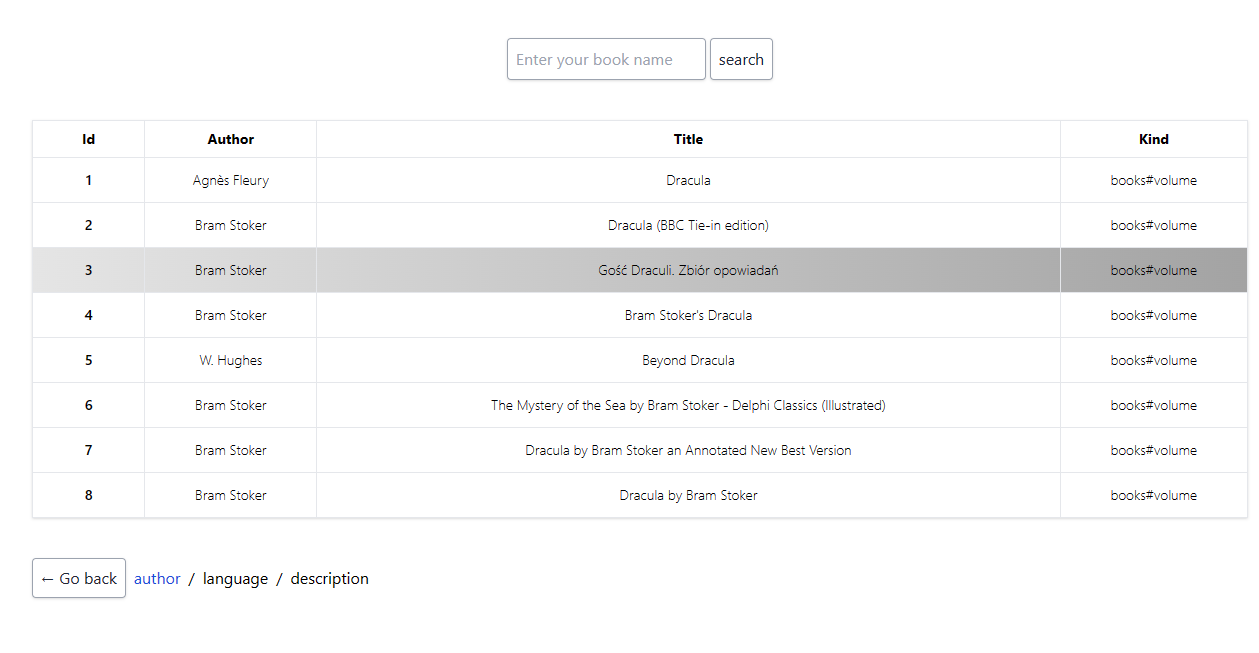 Enter your book name search
Id Author Title Kind
1 Agnès Fleury Dracula books#volume
2 Bram Stoker Dracula (BBC Tie-in edition) books#volume
3 Bram Stoker Gość Draculi. Zbiór opowiadań books#volume
4 Bram Stoker Bram Stoker's Dracula books#volume
5 W. Hughes Beyond Dracula books#volume
6 Bram Stoker The Mystery of the Sea by Bram Stoker - Delphi Classics (Illustrated) books#volume
7 Bram Stoker Dracula by Bram Stoker an Annotated New Best Version books#volume
8 Bram Stoker Dracula by Bram Stoker books#volume
← Go back author / language / description